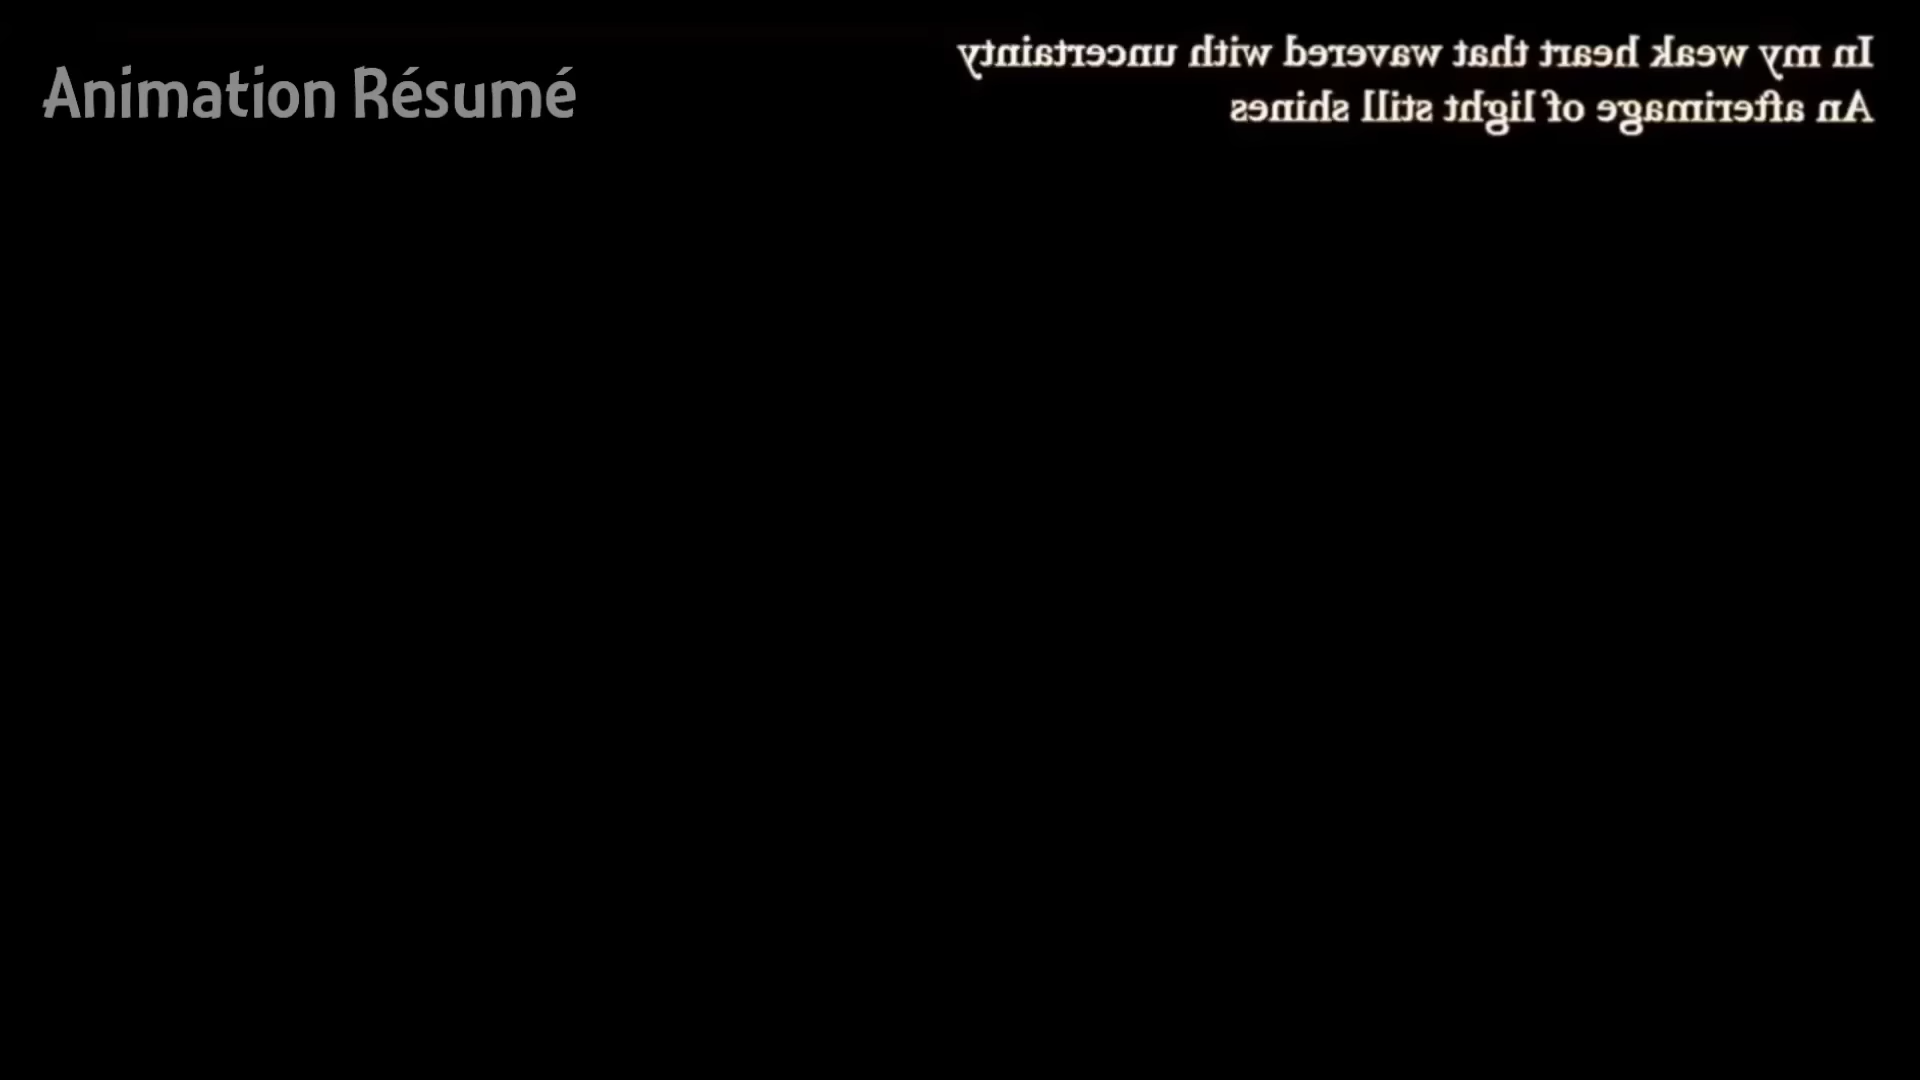 Animation Résumé
In my weak heart that wavered with uncertainty
An afterimage of light still shines